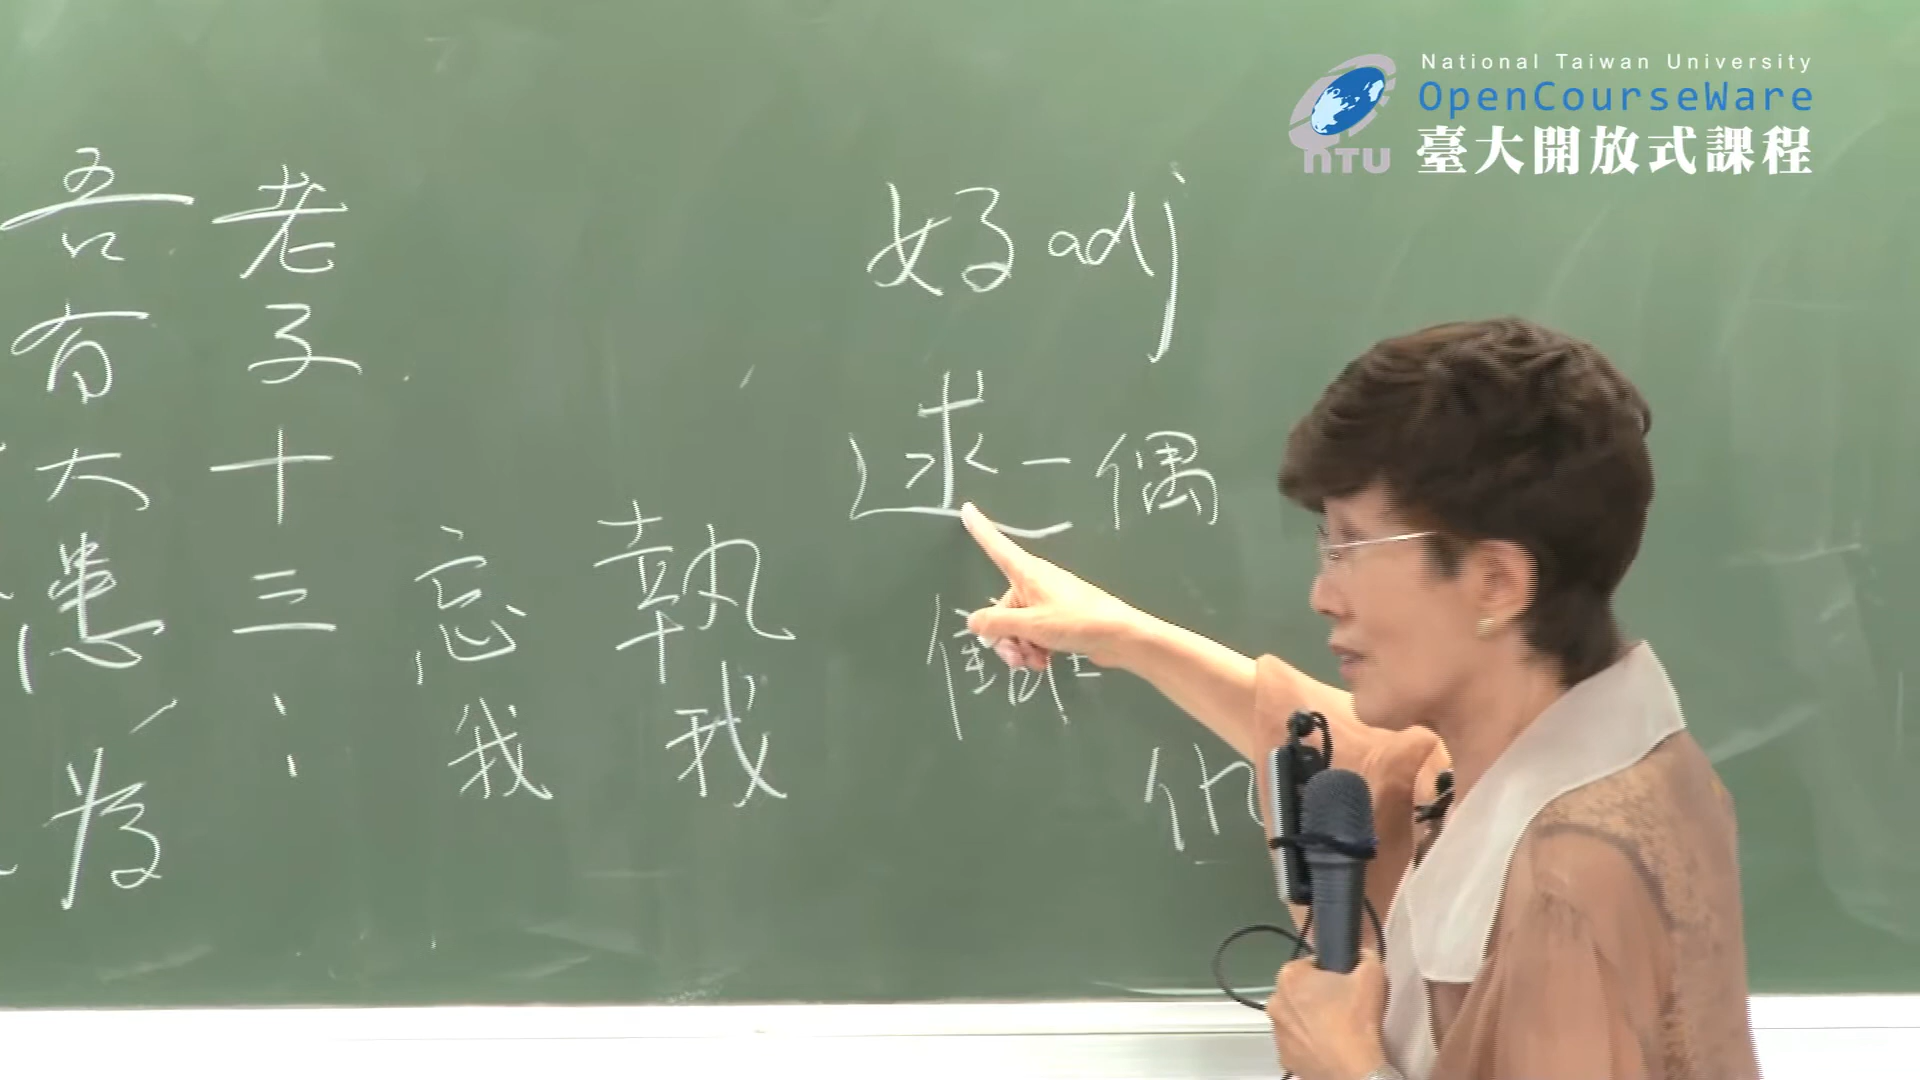 National Taiwan University
OpenCourseWare
臺大開放式課程
NTU
好 adj
逑 — 偶
執我
忘我
老子十三：
吾有大患
為